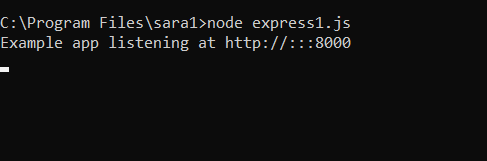 C:\Program Files\sara1>node express1.js
Example app listening at http://:::8000